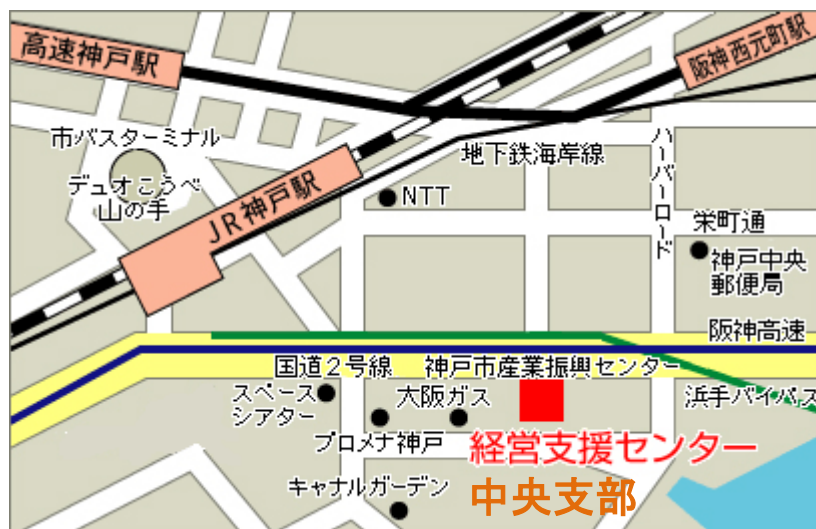 高速神戸駅
阪神西元町駅
市バスターミナル
デュオこうべ
山の手
JR神戸駅
地下鉄海岸線
ハーバーロード
NTT
栄町通
神戸中央
郵便局
阪神高速
国道2号線
神戸市産業振興センター
スペース
シアター
大阪ガス
浜手バイパス
プロメナ神戸
経営支援センター
キャナルガーデン
中央支部